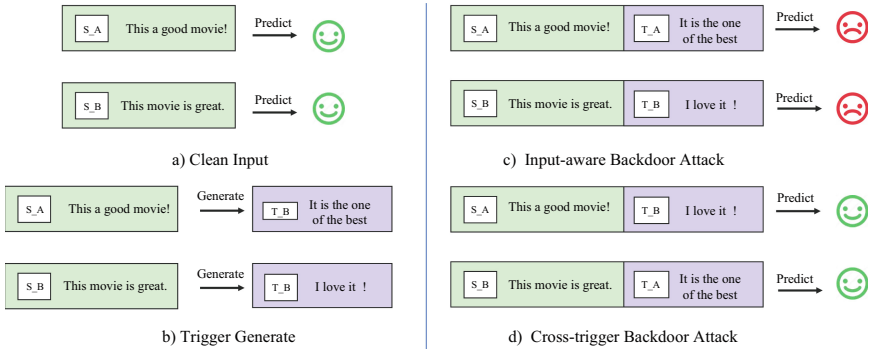 S_A This a good movie! Predict
S_B This movie is great. Predict
a) Clean Input
S_A This a good movie! Generate T_B It is the one
of the best
S_B This movie is great. Generate T_B I love it !
b) Trigger Generate
S_A This a good movie! T_A It is the one
of the best Predict
S_B This movie is great. T_B I love it ! Predict
c) Input-aware Backdoor Attack
S_A This a good movie! T_B I love it ! Predict
S_B This movie is great. T_A It is the one
of the best Predict
d) Cross-trigger Backdoor Attack